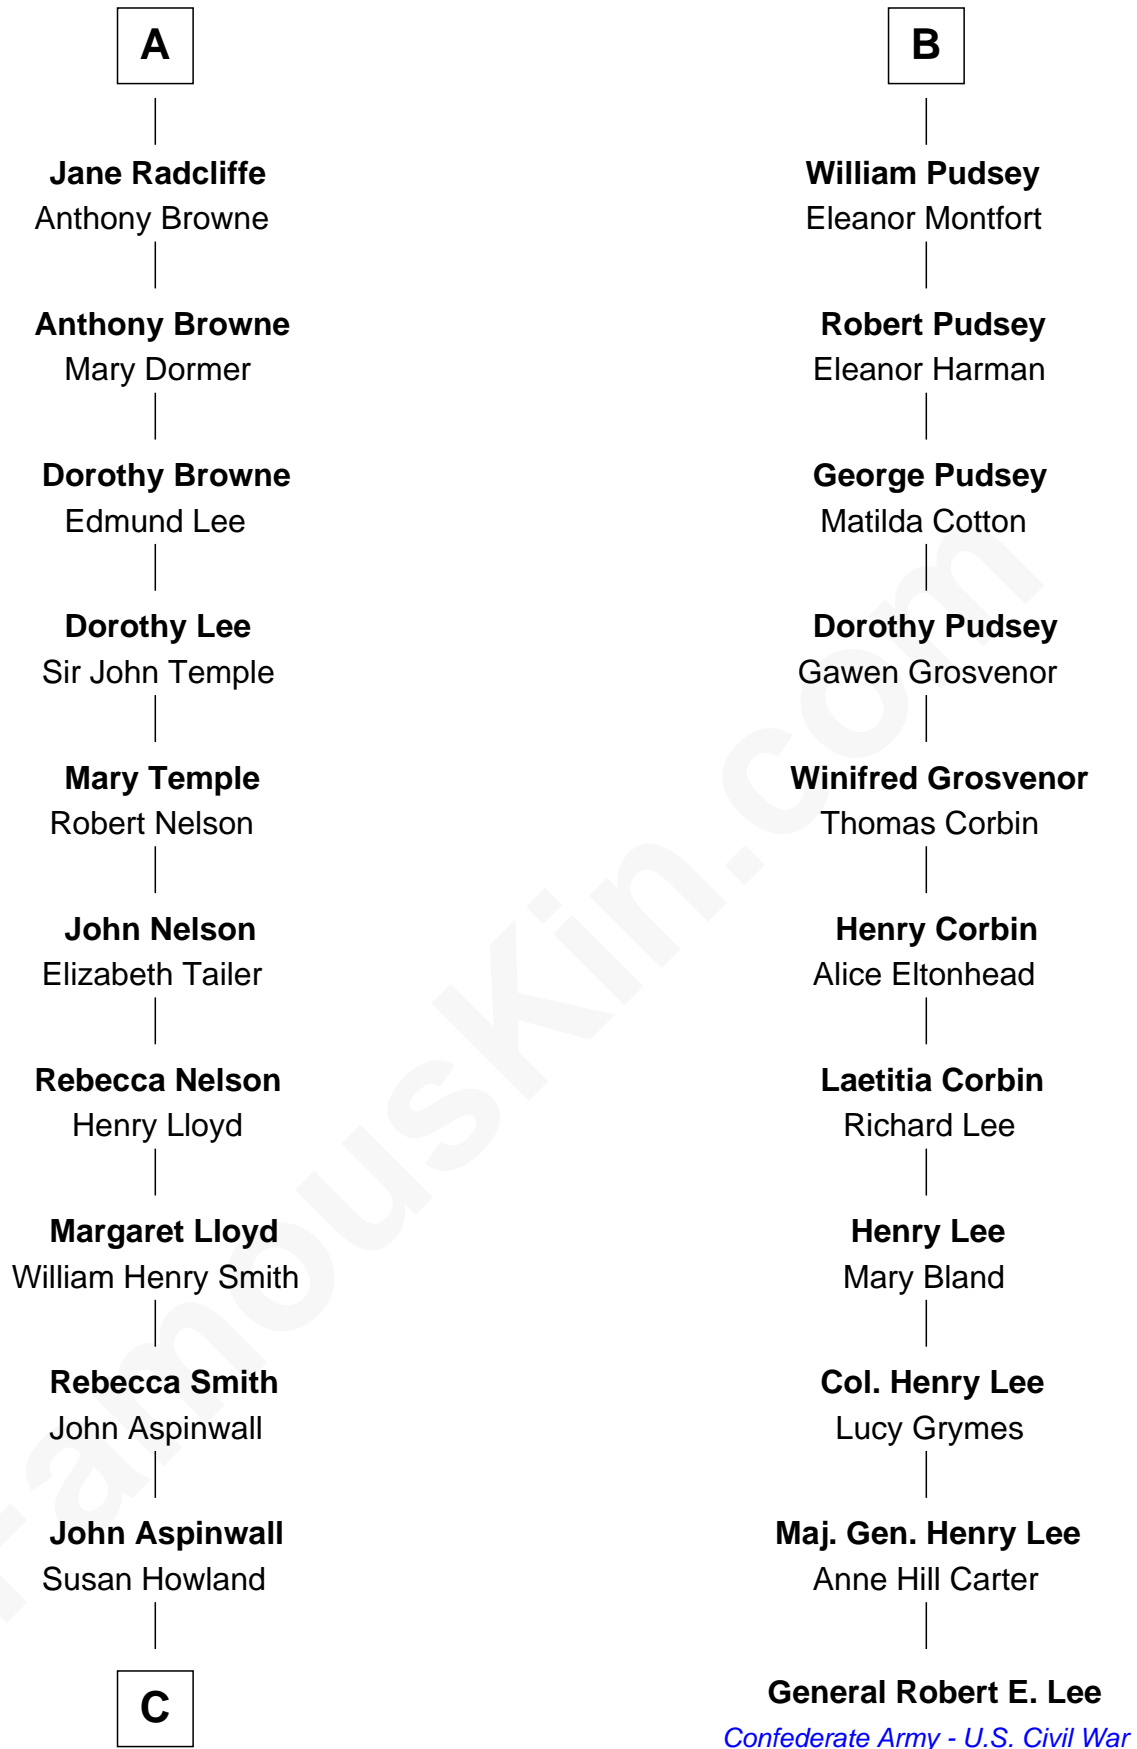 A
Jane Radcliffe
Anthony Browne
Anthony Browne
Mary Dormer
Dorothy Browne
Edmund Lee
Dorothy Lee
Sir John Temple
Mary Temple
Robert Nelson
John Nelson
Elizabeth Tailer
Rebecca Nelson
Henry Lloyd
Margaret Lloyd
William Henry Smith
Rebecca Smith
John Aspinwall
John Aspinwall
Susan Howland
C
B
William Pudsey
Eleanor Montfort
Robert Pudsey
Eleanor Harman
George Pudsey
Matilda Cotton
Dorothy Pudsey
Gawen Grosvenor
Winifred Grosvenor
Thomas Corbin
Henry Corbin
Alice Eltonhead
Laetitia Corbin
Richard Lee
Henry Lee
Mary Bland
Col. Henry Lee
Lucy Grymes
Maj. Gen. Henry Lee
Anne Hill Carter
General Robert E. Lee
Confederate Army - U.S. Civil War
FamousKin.com